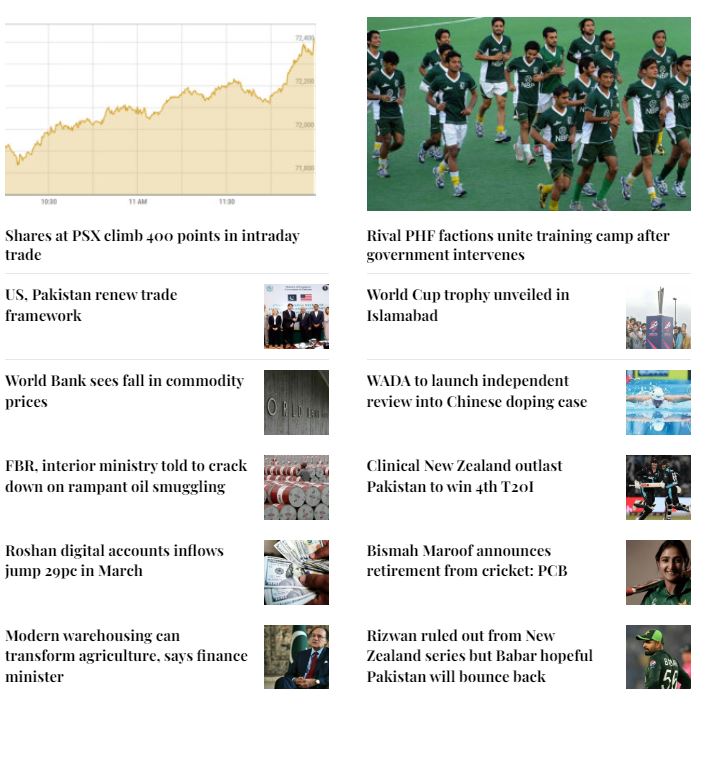 72,400
72,200
72,000
71,800
10:30 11 AM 11:30
Shares at PSX climb 400 points in intraday
trade
US, Pakistan renew trade
framework
World Bank sees fall in commodity
prices
FBR, interior ministry told to crack
down on rampant oil smuggling
Roshan digital accounts inflows
jump 29pc in March
Modern warehousing can
transform agriculture, says finance
minister
NBP
Rival PHF factions unite training camp after
government intervenes
World Cup trophy unveiled in
Islamabad
WADA to launch independent
review into Chinese doping case
Clinical New Zealand outlast
Pakistan to win 4th T20I
Bismah Maroof announces
retirement from cricket: PCB
Rizwan ruled out from New
Zealand series but Babar hopeful
Pakistan will bounce back
56